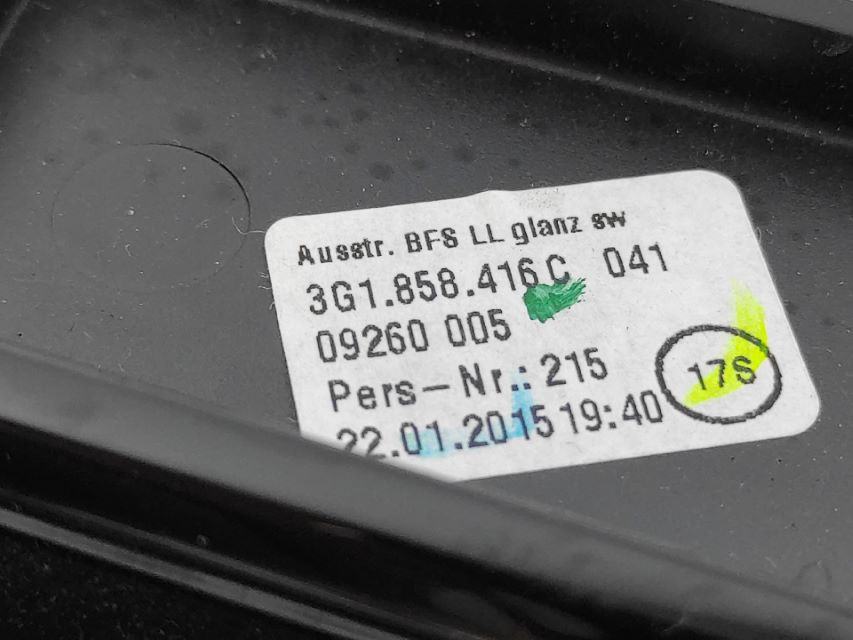 Ausstr. BFS LL glanz sw
3G1.858.416 C 041
09260 005
Pers-Nr.: 215
22.01.2015 19:40
17S